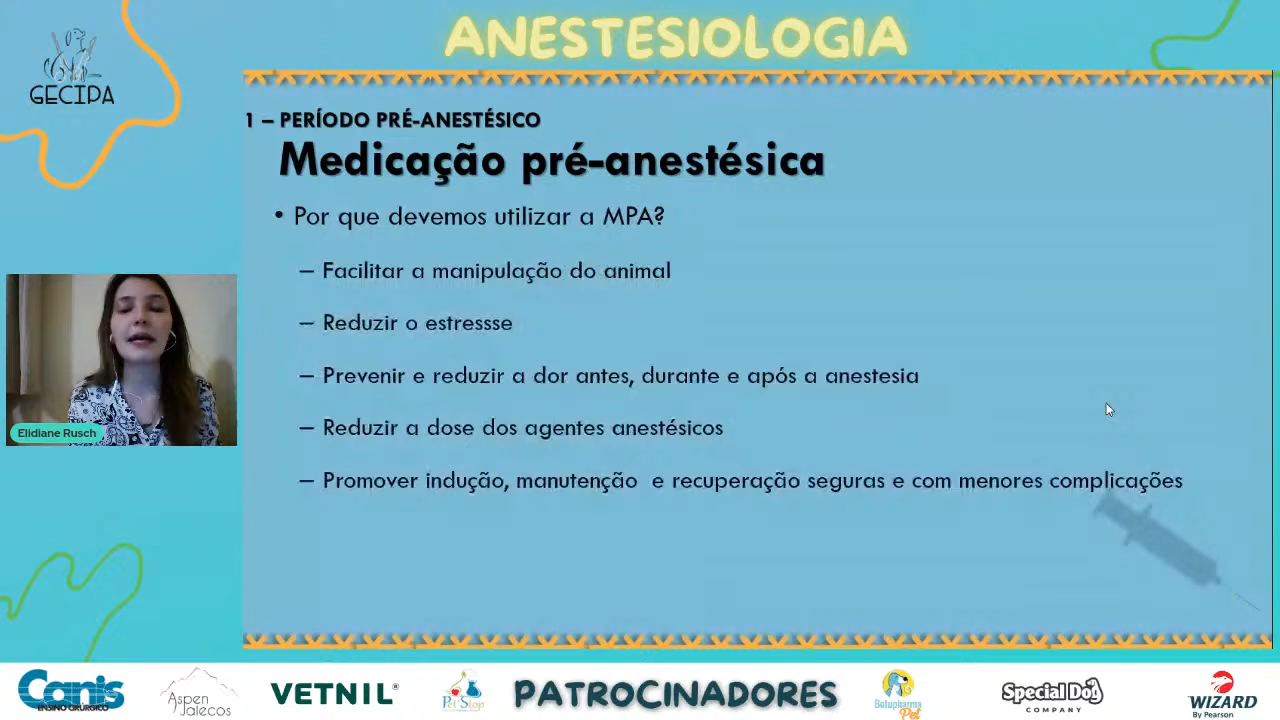 ANESTESIOLOGIA
GECIPA
1 – PERÍODO PRÉ-ANESTÉSICO
Medicação pré-anestésica
• Por que devemos utilizar a MPA?
– Facilitar a manipulação do animal
– Reduzir o estressse
– Prevenir e reduzir a dor antes, durante e após a anestesia
– Reduzir a dose dos agentes anestésicos
– Promover indução, manutenção e recuperação seguras e com menores complicações
Elidiane Rusch
Canis
ENSINO CIRÚRGICO
Aspen
Jalecos
VETNIL®
Pet Stop
PATROCINADORES
Botupharma
Pet
Special Dog
COMPANY
WIZARD
By Pearson